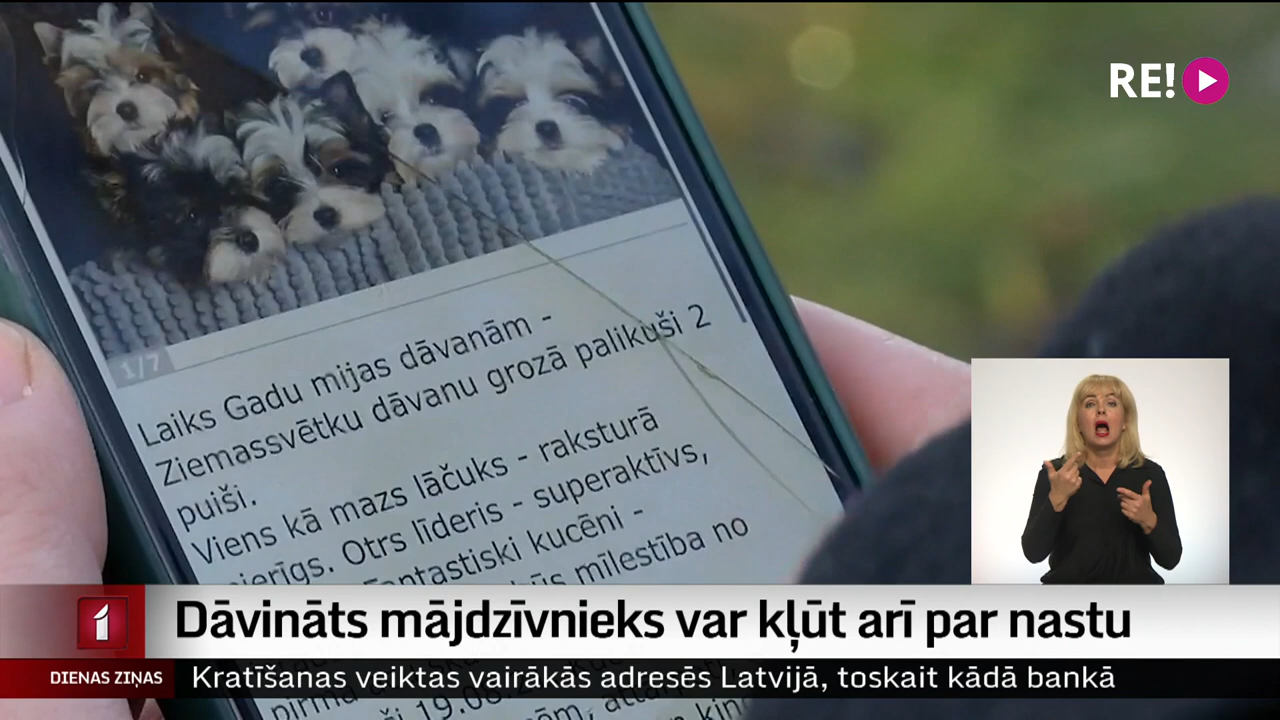 RE!
1/7
Laiks Gadu mijas dāvanām -
Ziemassvētku dāvanu grozā palikuši 2
puiši.
Viens kā mazs lāčuks - raksturā
Otrs līderis - superaktīvs,
kucēni -
mīlestība no
1
Dāvināts mājdzīvnieks var kļūt arī par nastu
DIENAS ZIŅAS
Kratīšanas veiktas vairākās adresēs Latvijā, toskait kādā bankā